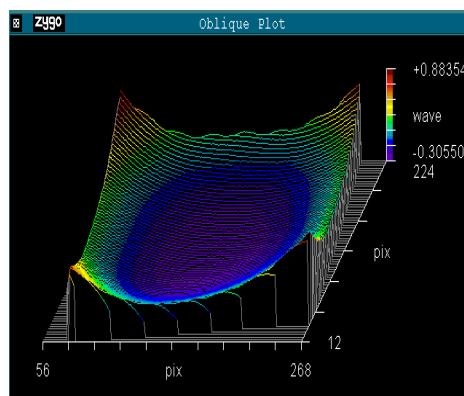 zygo Oblique Plot
+0.88354
wave
-0.30550
224
pix
12
56 pix 268